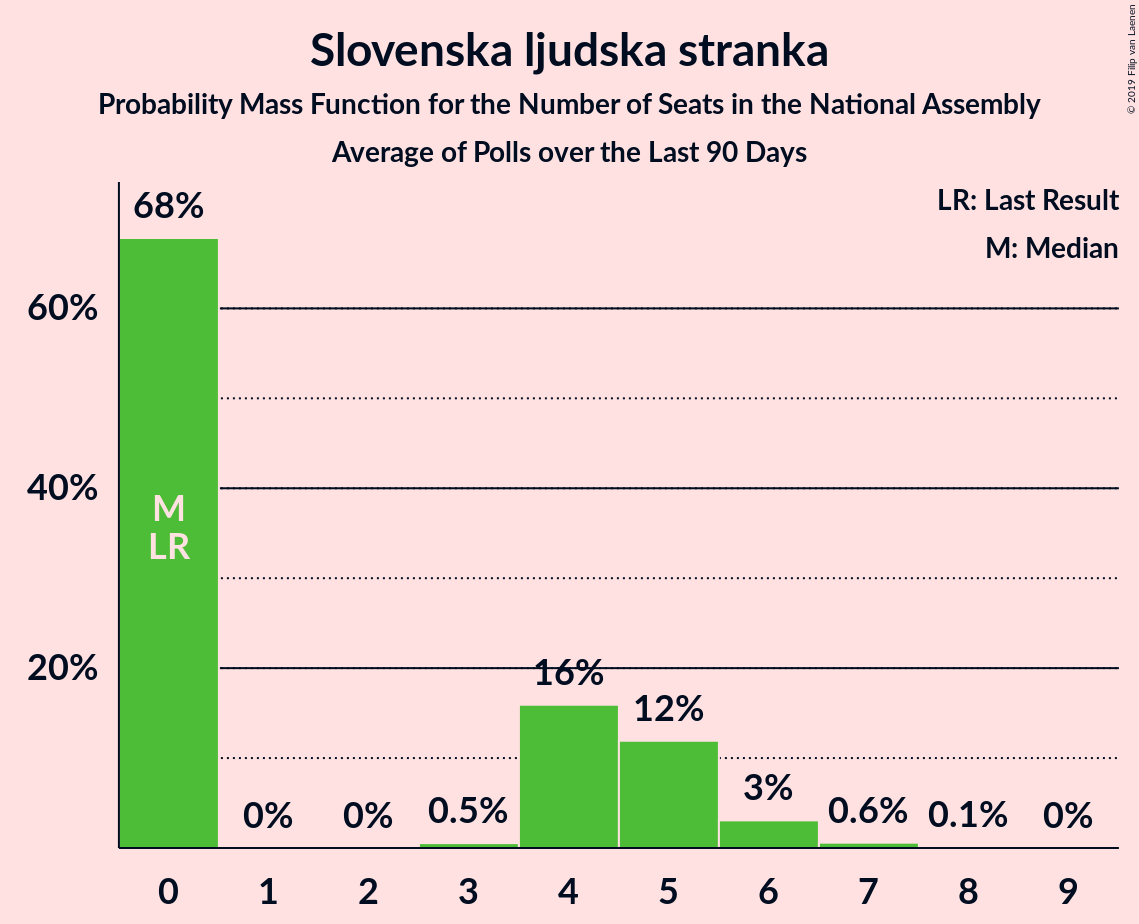 Slovenska ljudska stranka
Probability Mass Function for the Number of Seats in the National Assembly
Average of Polls over the Last 90 Days
© 2019 Filip van Laenen
LR: Last Result
M: Median
68%
60%
40%
20%
M
LR
0%
0%
0.5%
16%
12%
3%
0.6%
0.1%
0%
0 1 2 3 4 5 6 7 8 9